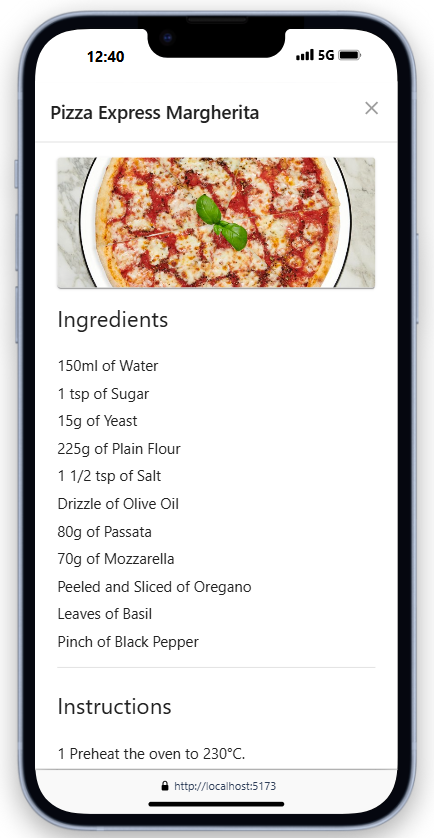 12:40
5G
Pizza Express Margherita
Ingredients
150ml of Water
1 tsp of Sugar
15g of Yeast
225g of Plain Flour
1 1/2 tsp of Salt
Drizzle of Olive Oil
80g of Passata
70g of Mozzarella
Peeled and Sliced of Oregano
Leaves of Basil
Pinch of Black Pepper
Instructions
1 Preheat the oven to 230°C.
http://localhost:5173